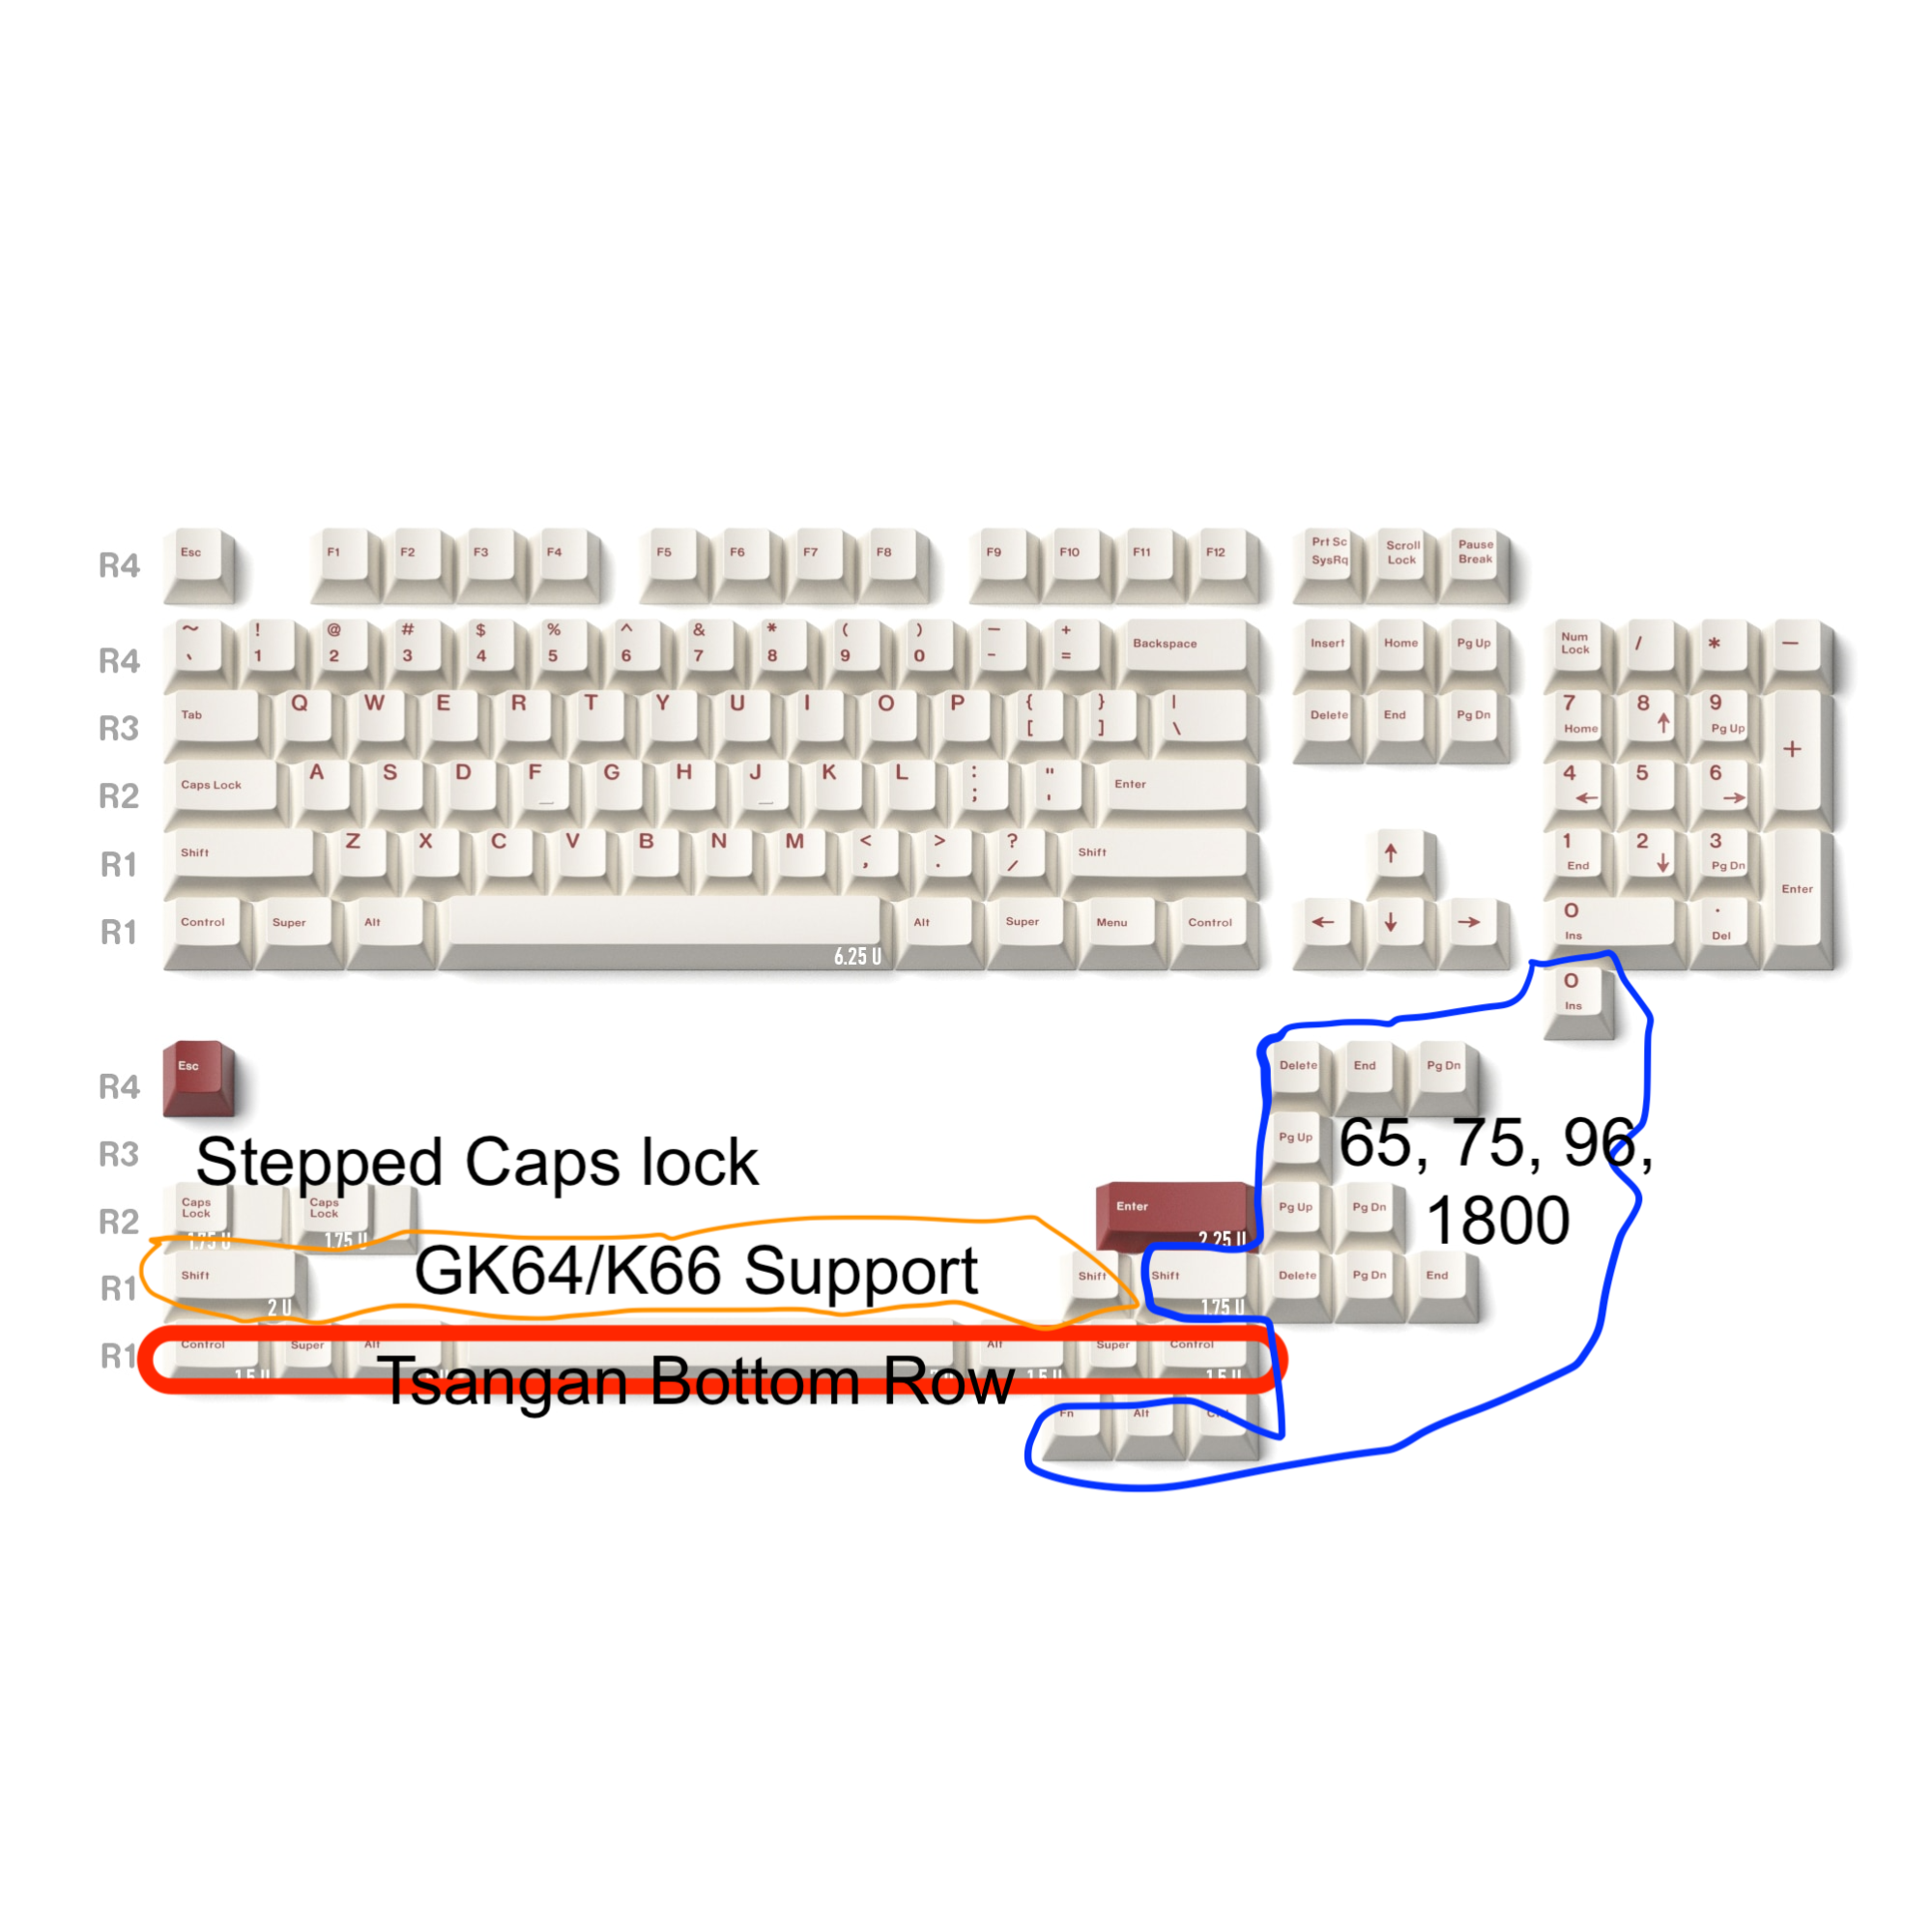 R4 Esc F1 F2 F3 F4 F5 F6 F7 F8 F9 F10 F11 F12 Prt Sc SysRq Scroll Lock Pause Break
R4 ~ ` ! 1 @ 2 # 3 $ 4 % 5 ^ 6 & 7 * 8 ( 9 ) 0 — - + = Backspace Insert Home Pg Up Num Lock / * —
R3 Tab Q W E R T Y U I O P { [ } ] | \ Delete End Pg Dn 7 Home 8 ↑ 9 Pg Up +
R2 Caps Lock A S D F _ G H J _ K L : ; " ' Enter 4 ← 5 6 →
R1 Shift Z X C V B N M < , > . ? / Shift ↑ 1 End 2 ↓ 3 Pg Dn Enter
R1 Control Super Alt 6.25 U Alt Super Menu Control ← ↓ → 0 Ins . Del
0 Ins
R4 Esc Delete End Pg Dn
R3 Stepped Caps lock Pg Up 65, 75, 96,
R2 Caps Lock 1.75 U Caps Lock 1.75 U Enter 2.25 U Pg Up Pg Dn 1800
R1 Shift 2 U GK64/K66 Support Shift Shift 1.75 U Delete Pg Dn End
R1 Control 1.5 U Super Alt Alt 1.5 U Super Control 1.5 U
Tsangan Bottom Row
Fn Alt